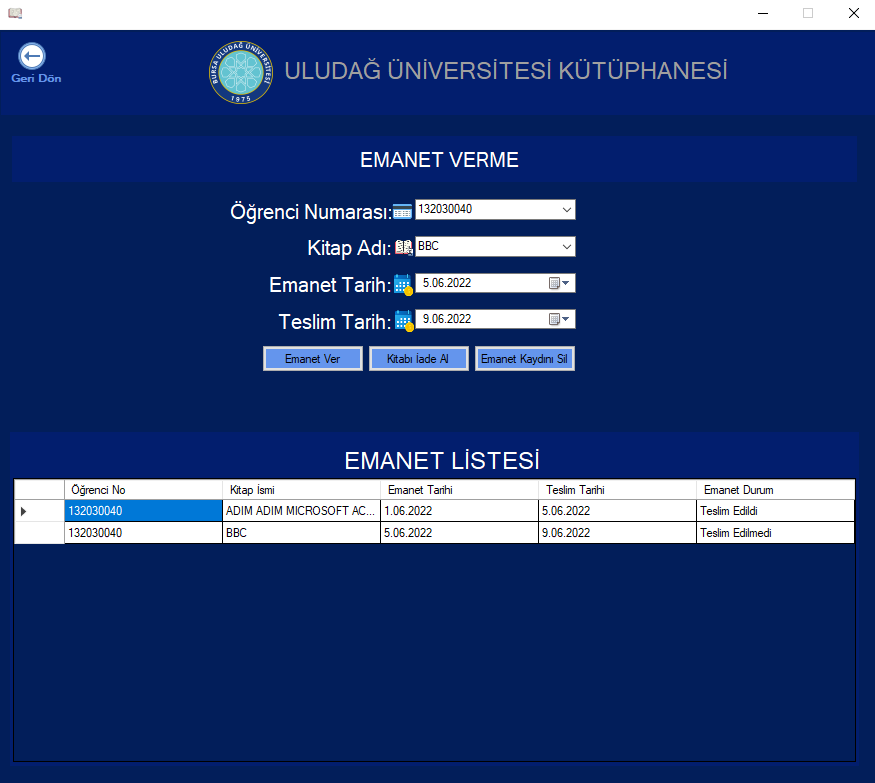 Geri Dön
BURSA ULUDAĞ ÜNİVERSİTESİ
1975
ULUDAĞ ÜNİVERSİTESİ KÜTÜPHANESİ
EMANET VERME
Öğrenci Numarası: 132030040
Kitap Adı: BBC
Emanet Tarih: 5.06.2022
Teslim Tarih: 9.06.2022
Emanet Ver Kitabı İade Al Emanet Kaydını Sil
EMANET LİSTESİ
Öğrenci No Kitap İsmi Emanet Tarihi Teslim Tarihi Emanet Durum
132030040 ADIM ADIM MICROSOFT AC... 1.06.2022 5.06.2022 Teslim Edildi
132030040 BBC 5.06.2022 9.06.2022 Teslim Edilmedi